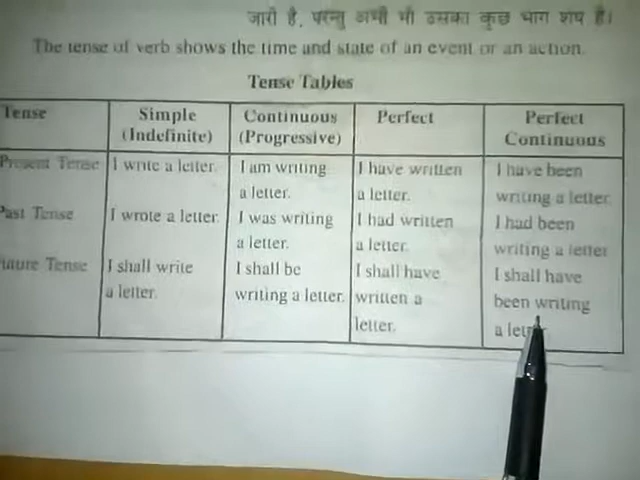 जारी है, परन्तु अभी भी उसका कुछ भाग शेष है।
The tense of verb shows the time and state of an event or an action.
Tense Tables
Tense Simple (Indefinite) Continuous (Progressive) Perfect Perfect Continuous
Present Tense I write a letter. I am writing a letter. I have written a letter. I have been writing a letter.
Past Tense I wrote a letter. I was writing a letter. I had written a letter. I had been writing a letter
Future Tense I shall write a letter. I shall be writing a letter. I shall have written a letter. I shall have been writing a letter.